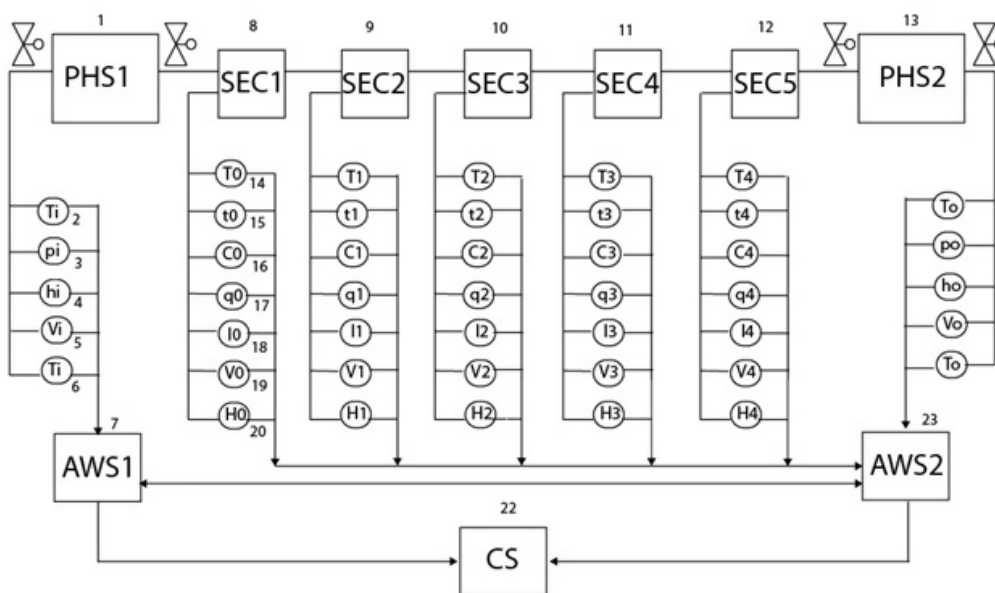 1 8 9 10 11 12 13
PHS1 SEC1 SEC2 SEC3 SEC4 SEC5 PHS2
T0 14 T1 T2 T3 T4
Ti 2 t0 15 t1 t2 t3 t4 To
pi 3 C0 16 C1 C2 C3 C4 po
hi 4 q0 17 q1 q2 q3 q4 ho
Vi 5 I0 18 I1 I2 I3 I4 Vo
Ti 6 V0 19 V1 V2 V3 V4 To
H0 20 H1 H2 H3 H4
7 23
AWS1 AWS2
22
CS